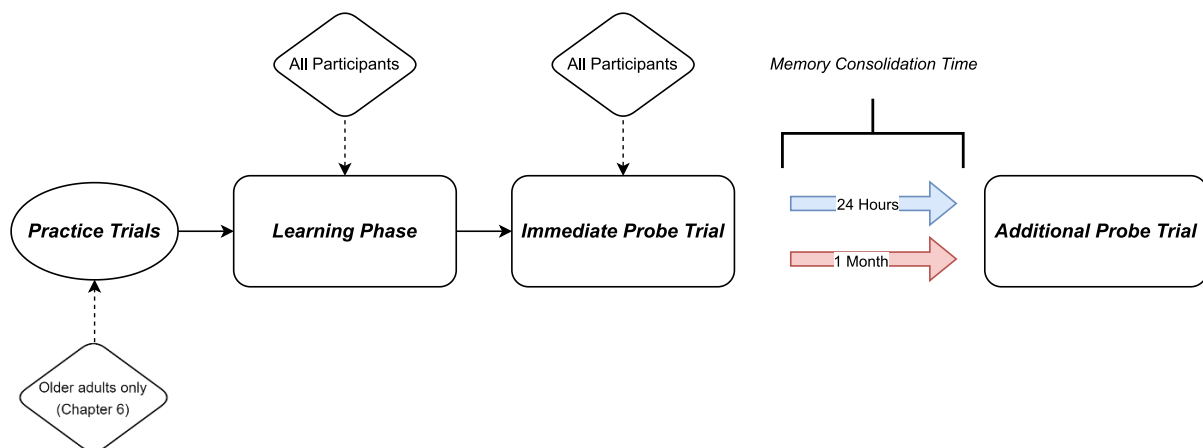 All Participants
All Participants
Memory Consolidation Time
Practice Trials
Learning Phase
Immediate Probe Trial
24 Hours
1 Month
Additional Probe Trial
Older adults only
(Chapter 6)